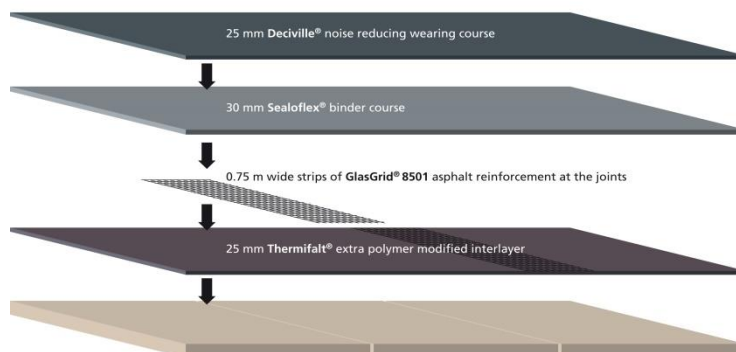 25 mm Deciville® noise reducing wearing course
30 mm Sealoflex® binder course
0.75 m wide strips of GlasGrid® 8501 asphalt reinforcement at the joints
25 mm Thermifalt® extra polymer modified interlayer